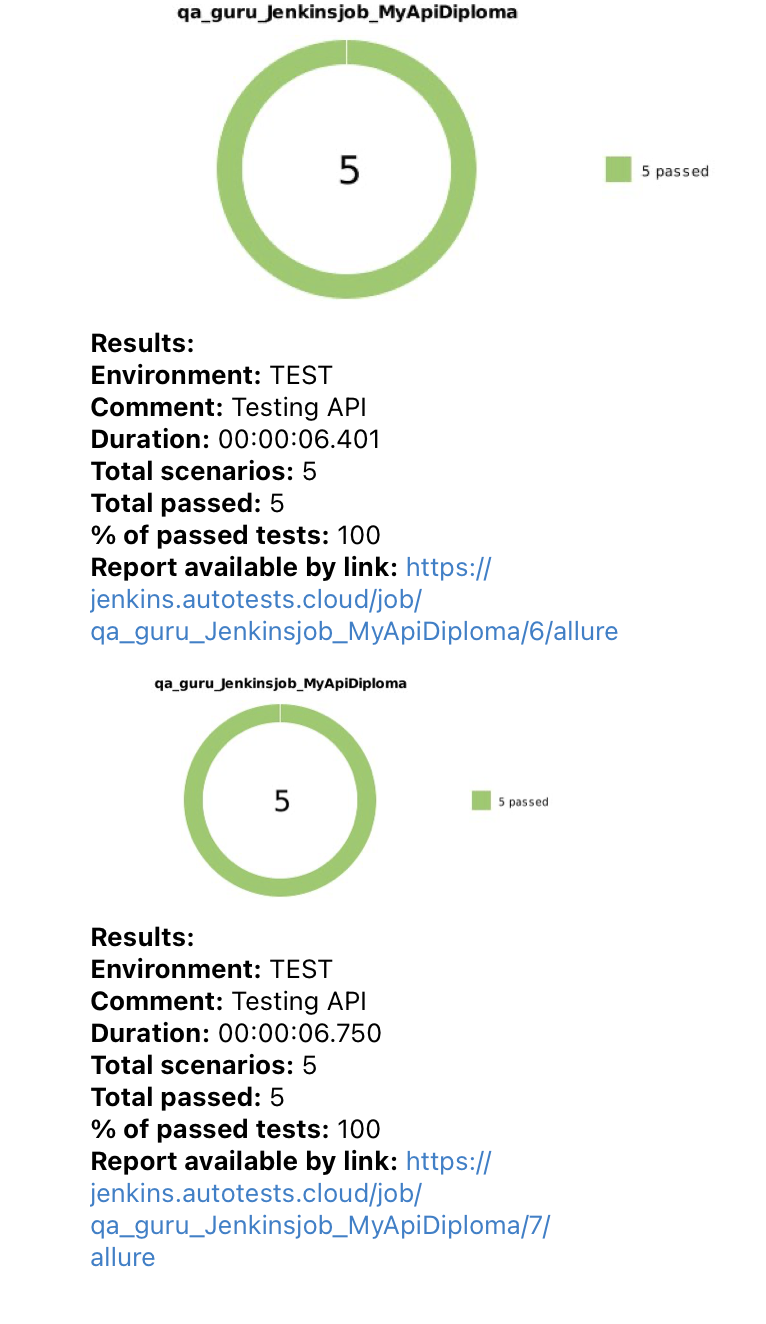 qa_guru_Jenkinsjob_MyApiDiploma
5
5 passed
Results:
Environment: TEST
Comment: Testing API
Duration: 00:00:06.401
Total scenarios: 5
Total passed: 5
% of passed tests: 100
Report available by link: https://
jenkins.autotests.cloud/job/
qa_guru_Jenkinsjob_MyApiDiploma/6/allure
qa_guru_Jenkinsjob_MyApiDiploma
5
5 passed
Results:
Environment: TEST
Comment: Testing API
Duration: 00:00:06.750
Total scenarios: 5
Total passed: 5
% of passed tests: 100
Report available by link: https://
jenkins.autotests.cloud/job/
qa_guru_Jenkinsjob_MyApiDiploma/7/
allure